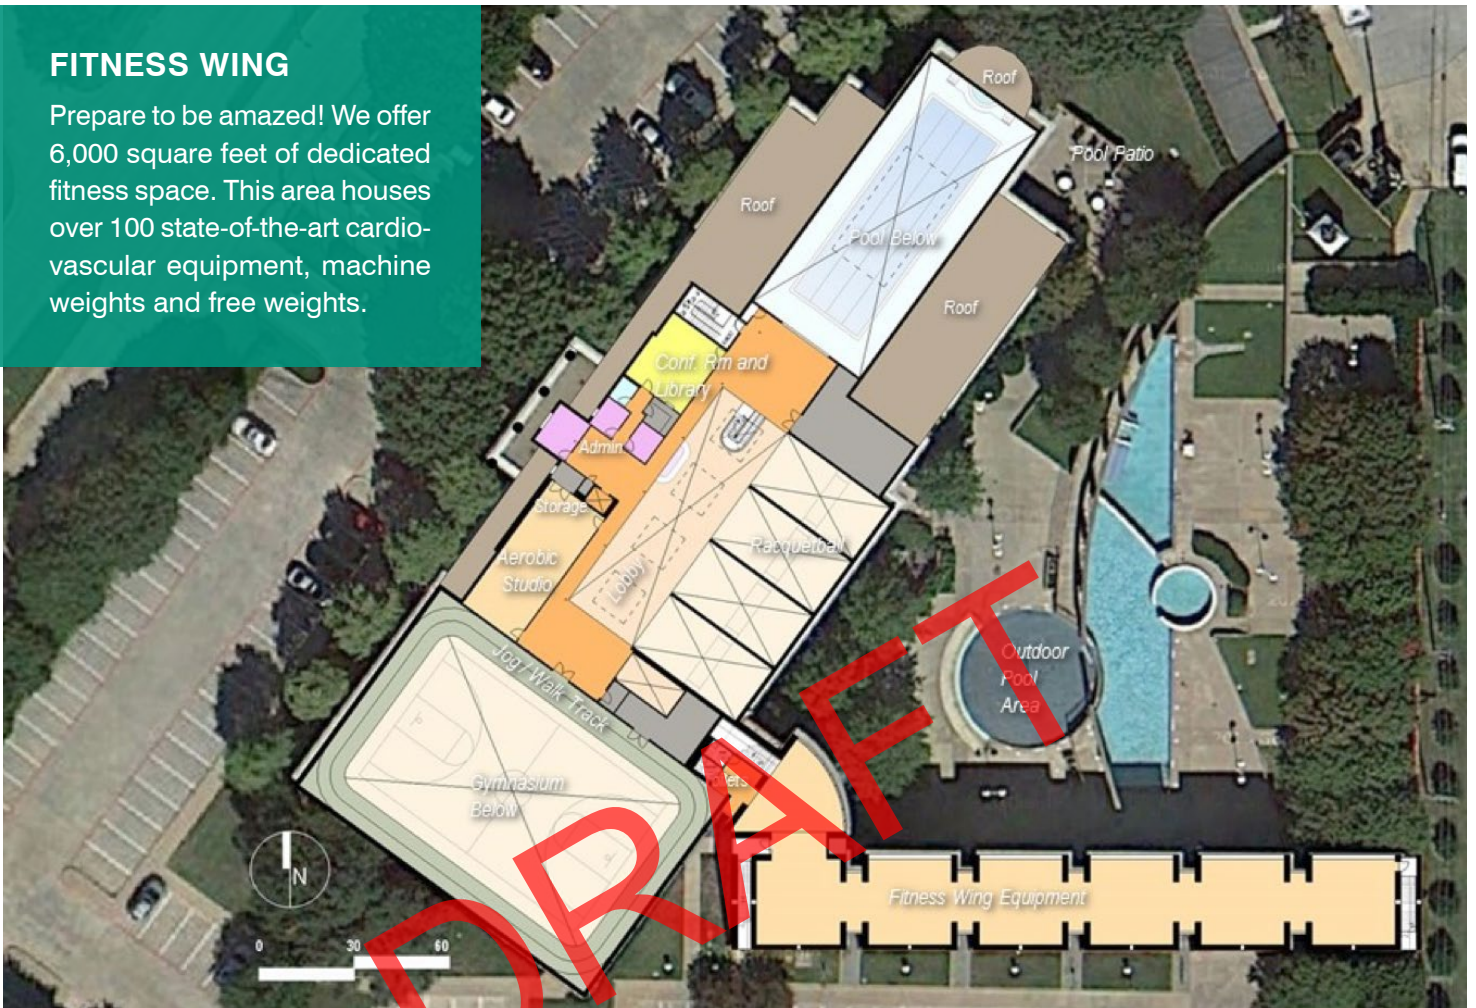 FITNESS WING
Prepare to be amazed! We offer
6,000 square feet of dedicated
fitness space. This area houses
over 100 state-of-the-art cardio-
vascular equipment, machine
weights and free weights.
Roof
Pool Patio
Roof
Pool Below
Roof
Conf. Rm and
Library
Admin
Storage
Racquetball
Aerobic
Studio
Lobby
Jog / Walk Track
Outdoor
Pool
Area
Gymnasium
Below
N
Fitness Wing Equipment
0 30 60
DRAFT